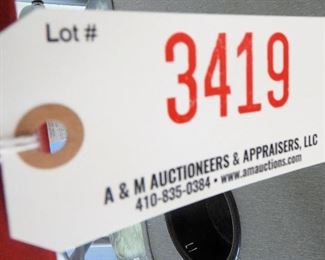 Lot #
3419
A & M AUCTIONEERS & APPRAISERS, LLC
410-835-0384 • www.amauctions.com